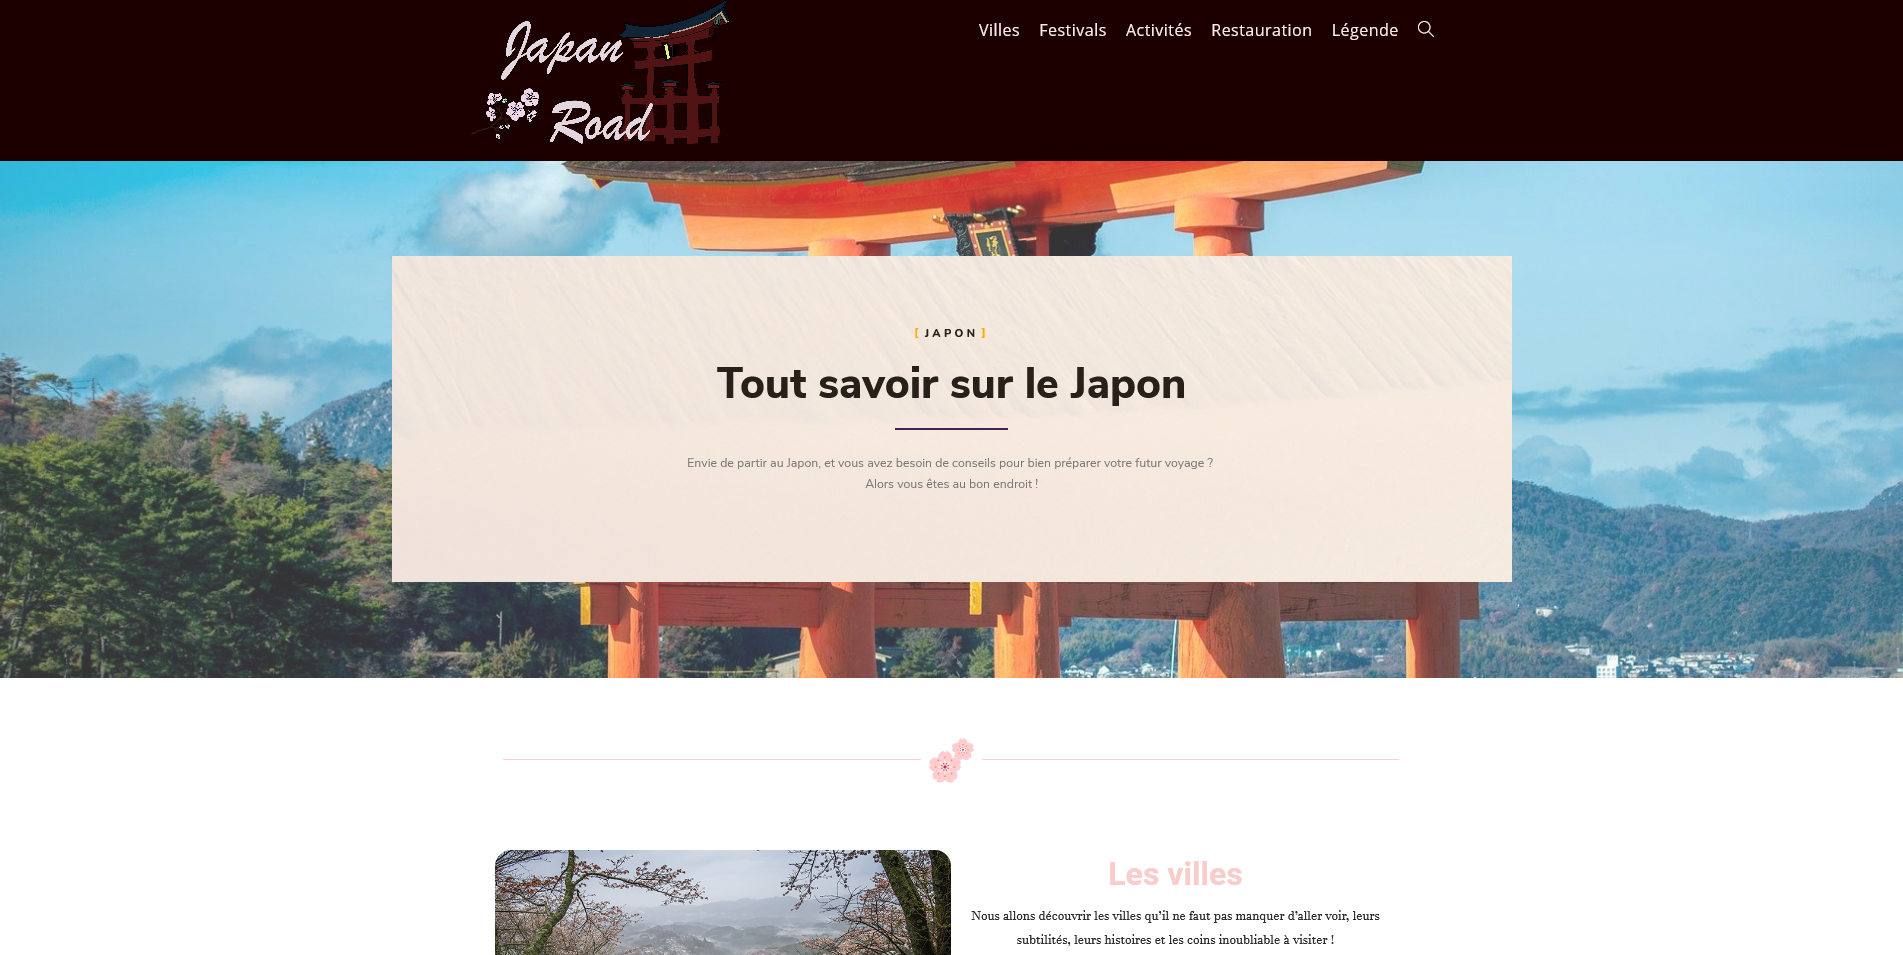 Japan
Road
Villes Festivals Activités Restauration Légende
[ JAPON ]
Tout savoir sur le Japon
Envie de partir au Japon, et vous avez besoin de conseils pour bien préparer votre futur voyage ?
Alors vous êtes au bon endroit !
Les villes
Nous allons découvrir les villes qu’il ne faut pas manquer d’aller voir, leurs
subtilités, leurs histoires et les coins inoubliable à visiter !